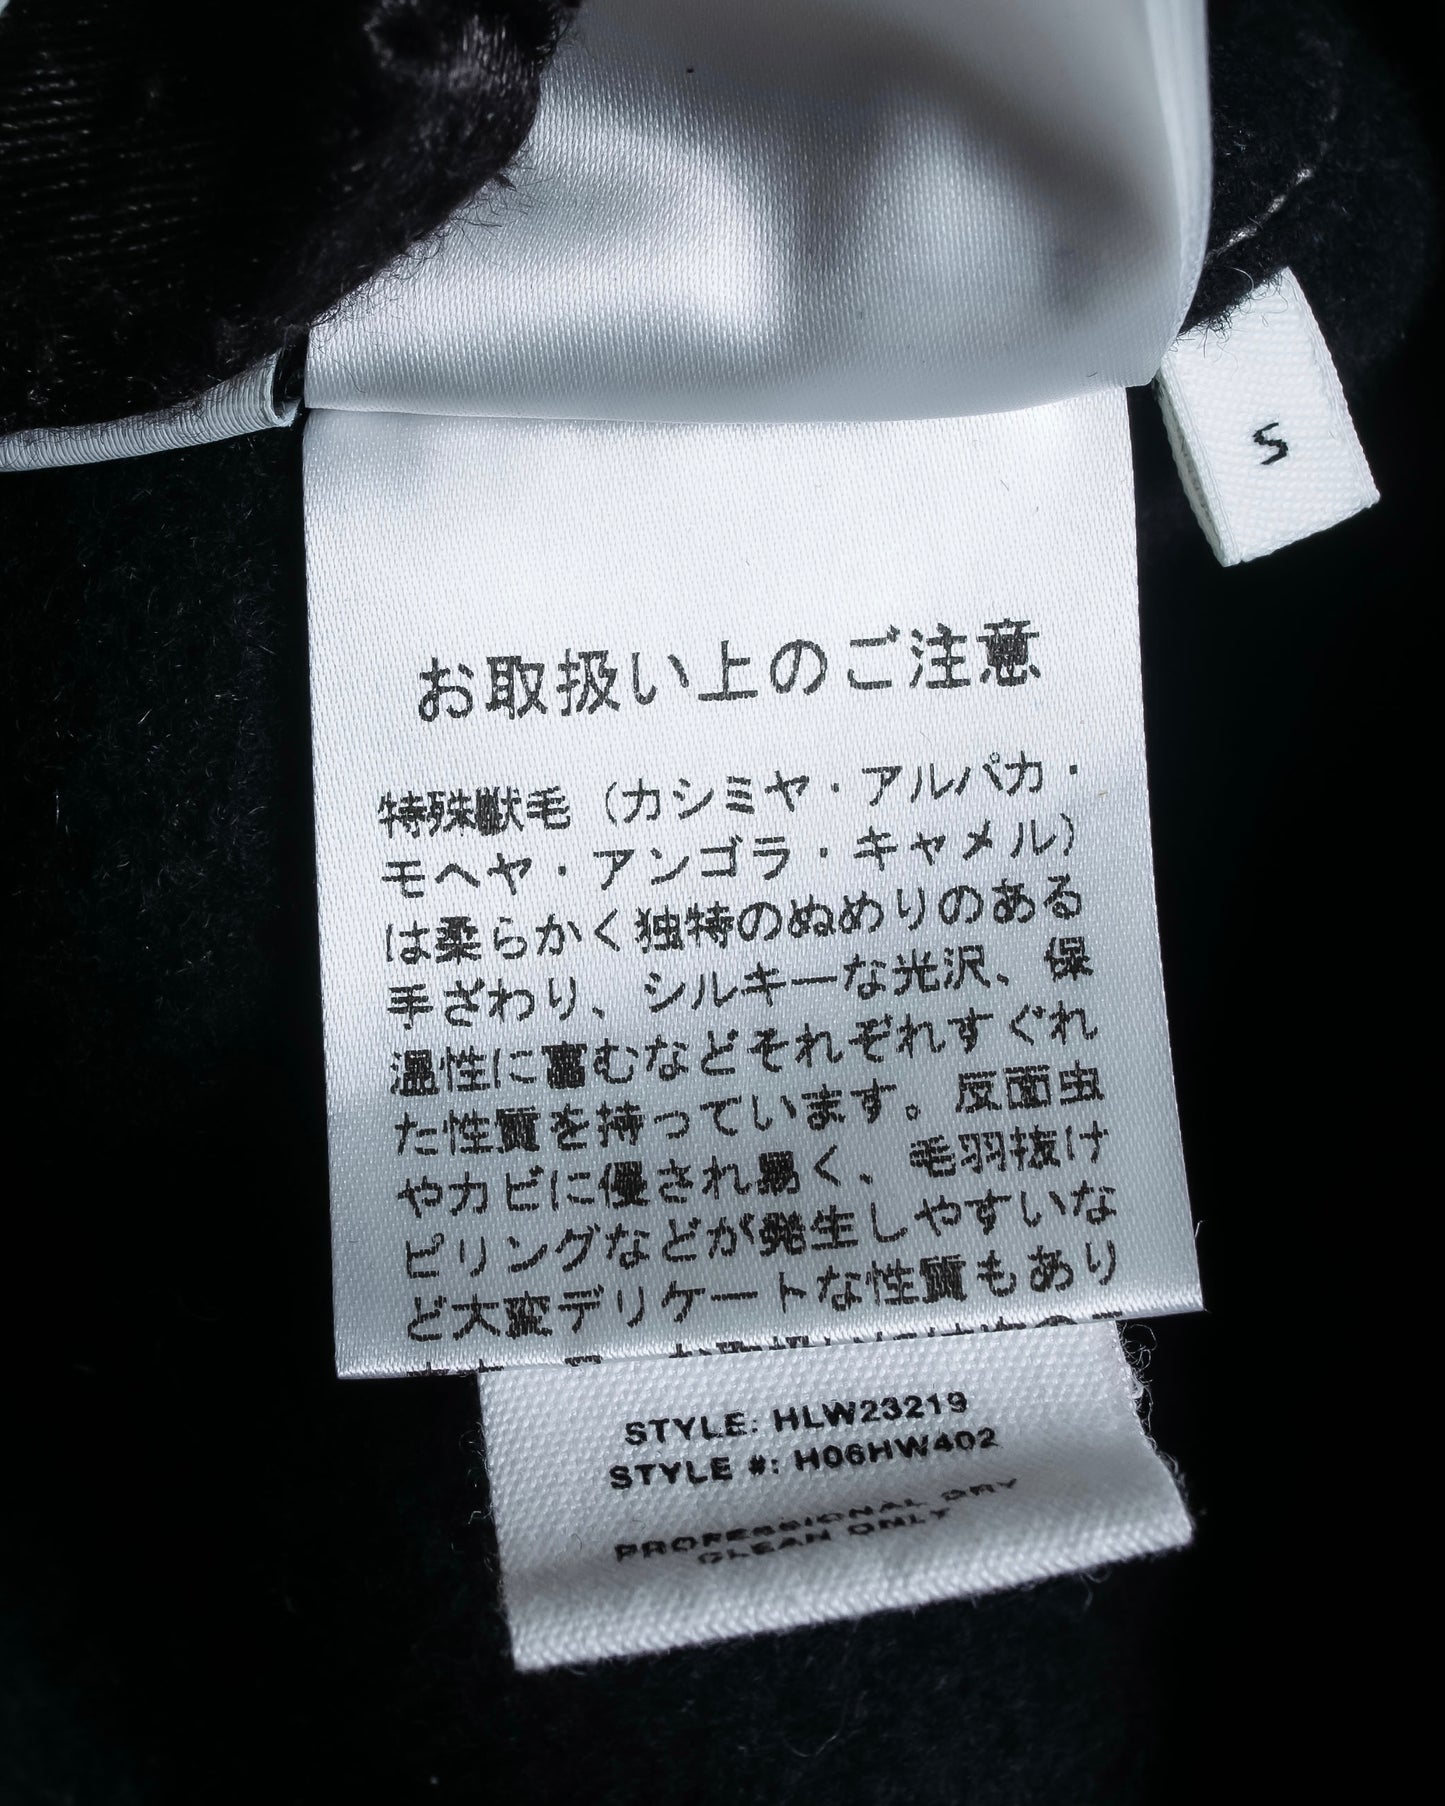 S
お取扱い上のご注意
特殊獣毛（カシミヤ・アルパカ・
モヘヤ・アンゴラ・キャメル）
は柔らかく独特のぬめりのある
手ざわり、シルキーな光沢、保
温性に富むなどそれぞれすぐれ
た性質を持っています。反面虫
やカビに侵され易く、毛羽抜け
ピリングなどが発生しやすいな
ど大変デリケートな性質もあり
STYLE: HLW23219
STYLE #: H06HW402
PROFESSIONAL DRY
CLEAN ONLY